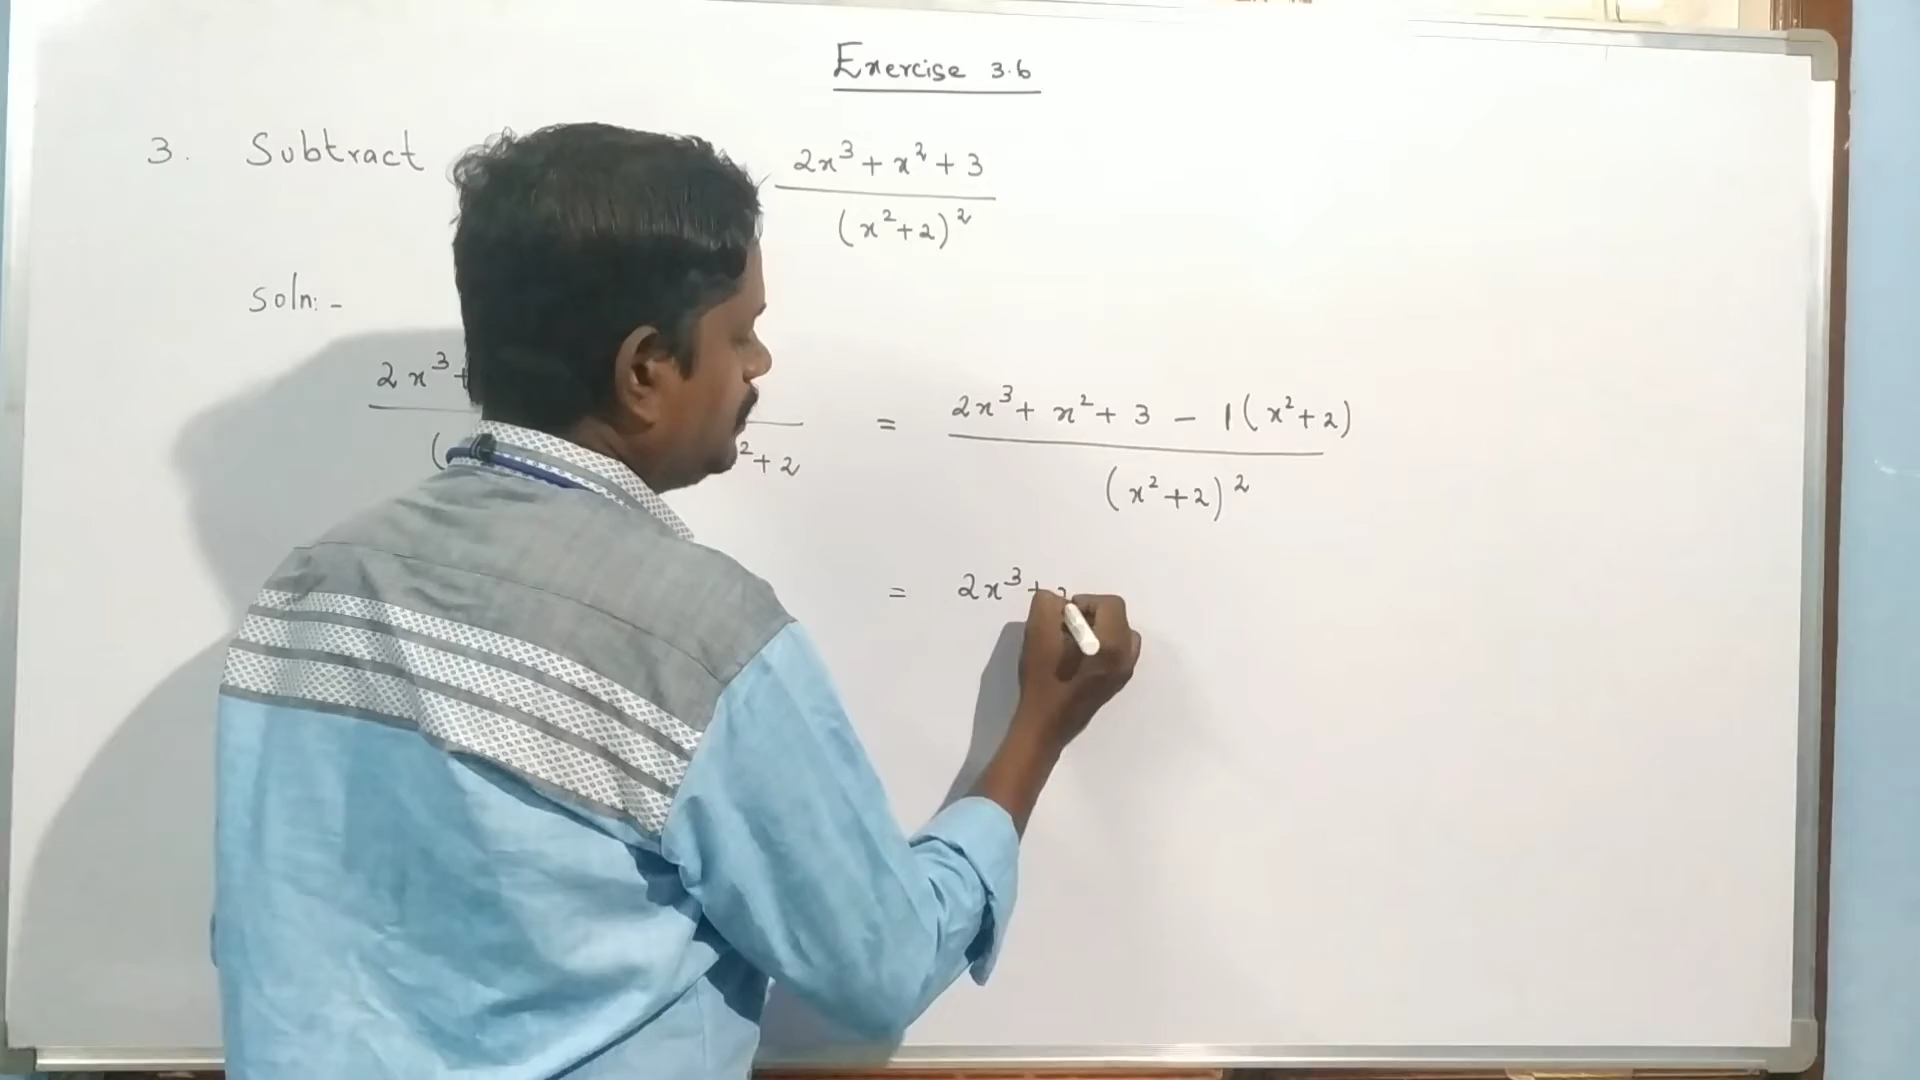 Exercise 3.6
3. Subtract (2x³ + x² + 3)/(x² + 2)²
Soln:-
2x³ + ² + 2 = (2x³ + x² + 3 - 1(x² + 2))/(x² + 2)²
= 2x³ +